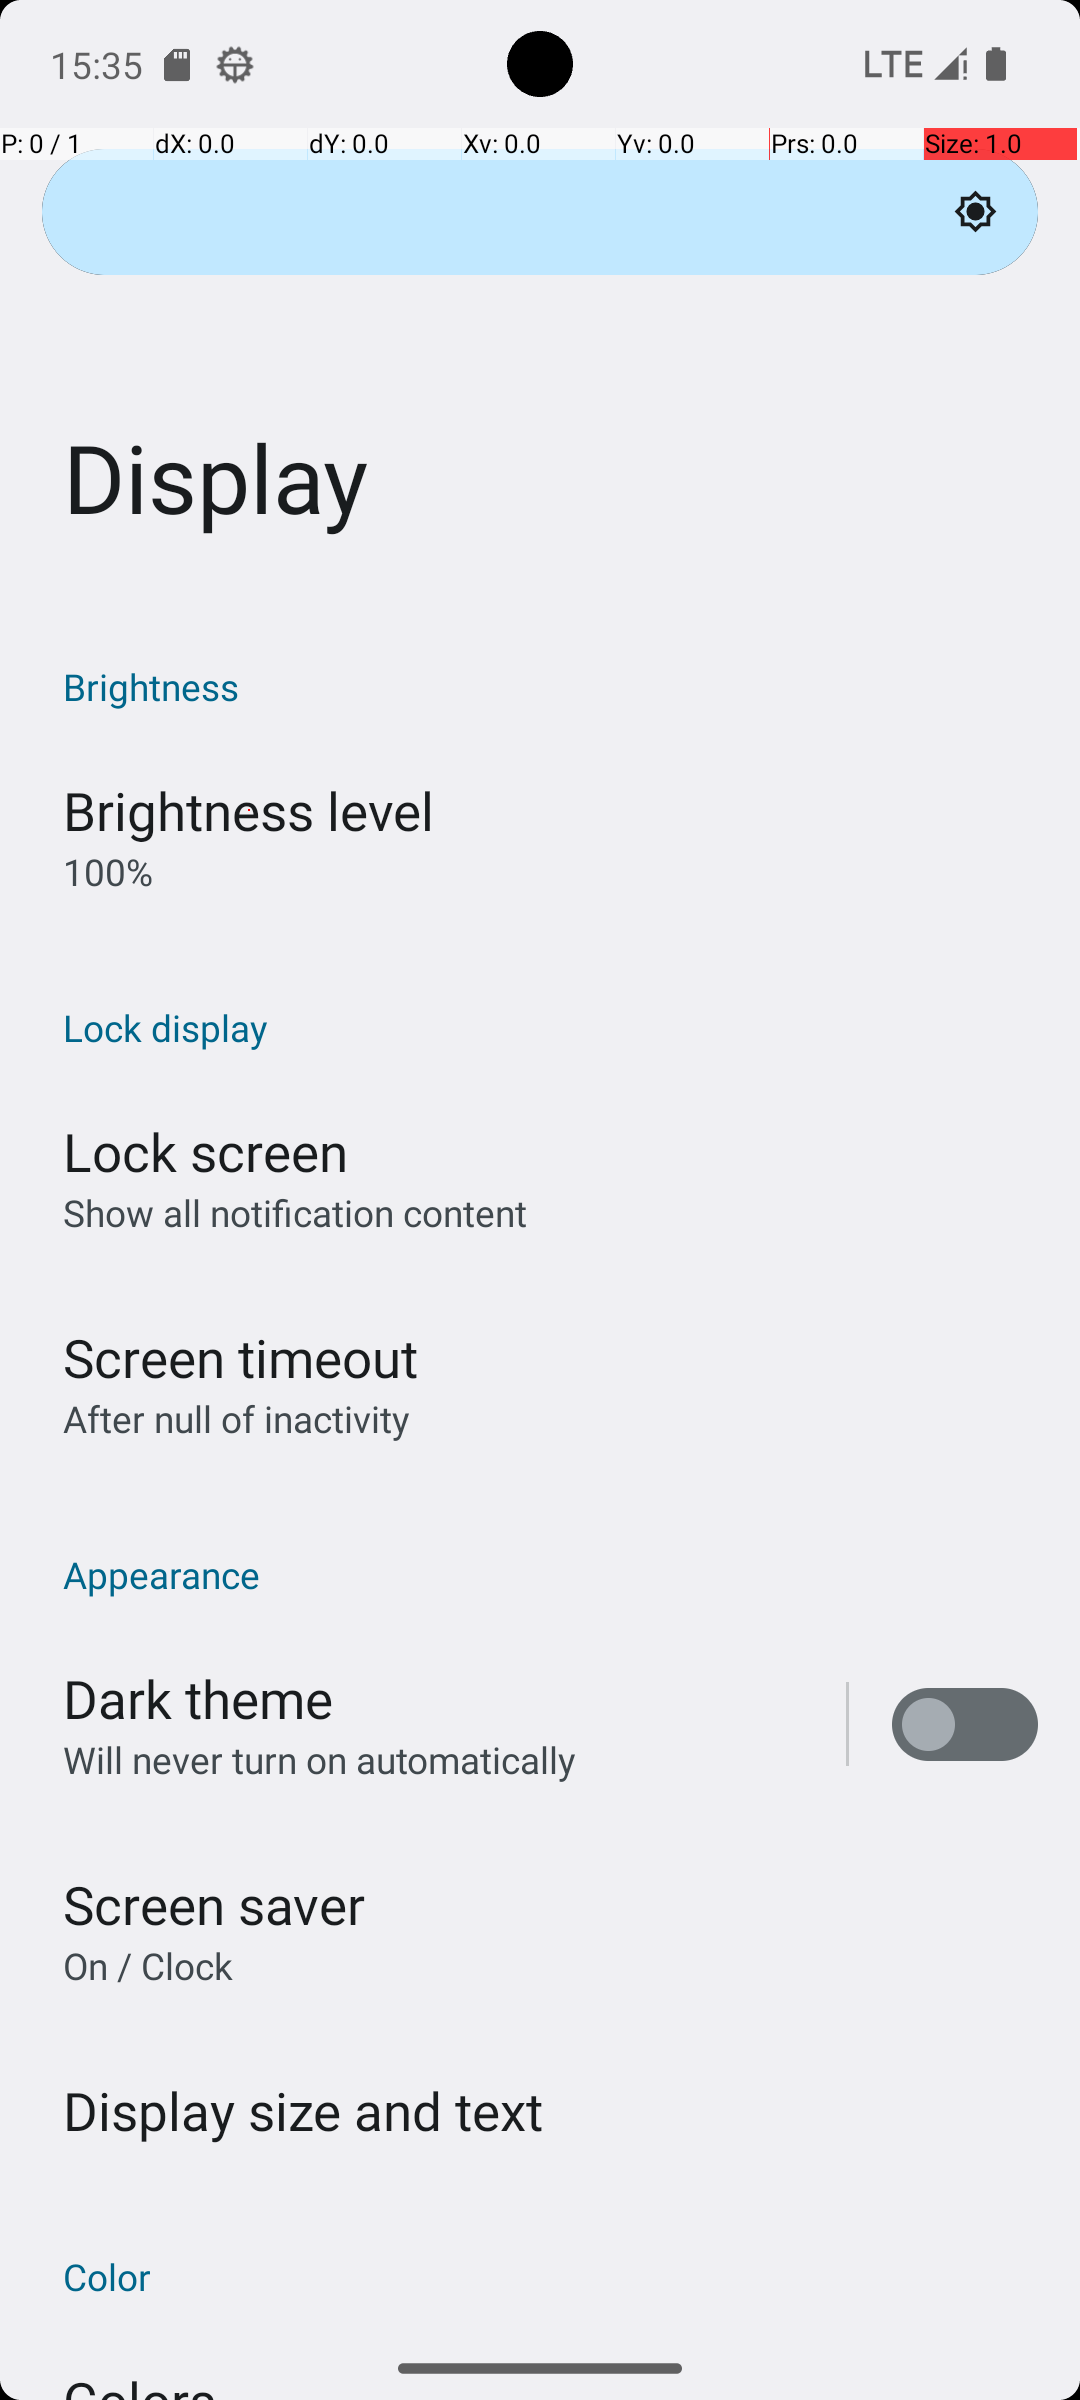 15:35
LTE
P: 0 / 1 dX: 0.0 dY: 0.0 Xv: 0.0 Yv: 0.0 Prs: 0.0 Size: 1.0
Display
Brightness
Brightness level
100%
Lock display
Lock screen
Show all notification content
Screen timeout
After null of inactivity
Appearance
Dark theme
Will never turn on automatically
Screen saver
On / Clock
Display size and text
Color
Colors